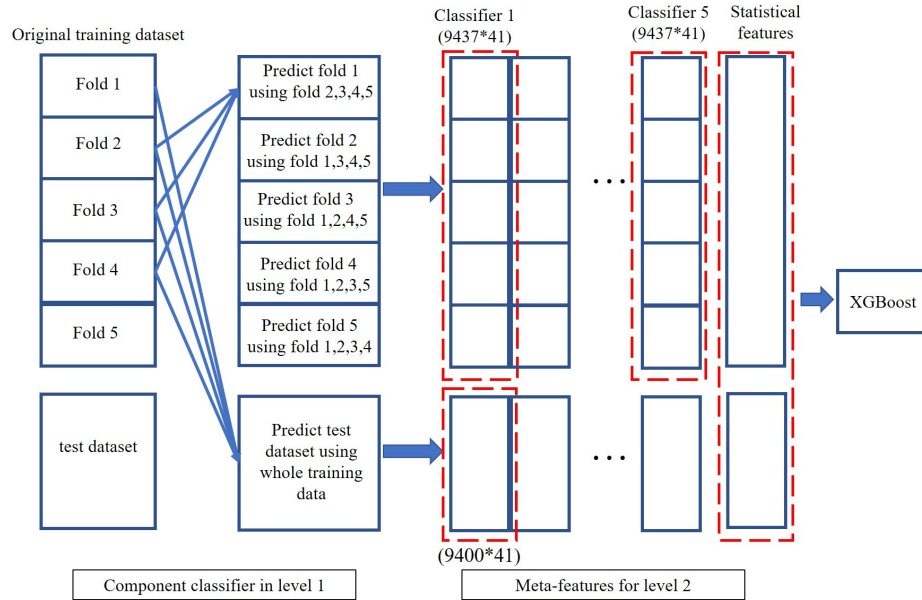 Original training dataset
Fold 1
Fold 2
Fold 3
Fold 4
Fold 5
test dataset
Predict fold 1
using fold 2,3,4,5
Predict fold 2
using fold 1,3,4,5
Predict fold 3
using fold 1,2,4,5
Predict fold 4
using fold 1,2,3,5
Predict fold 5
using fold 1,2,3,4
Predict test
dataset using
whole training
data
Classifier 1
(9437*41)
(9400*41)
...
...
Classifier 5
(9437*41)
Statistical
features
XGBoost
Component classifier in level 1
Meta-features for level 2